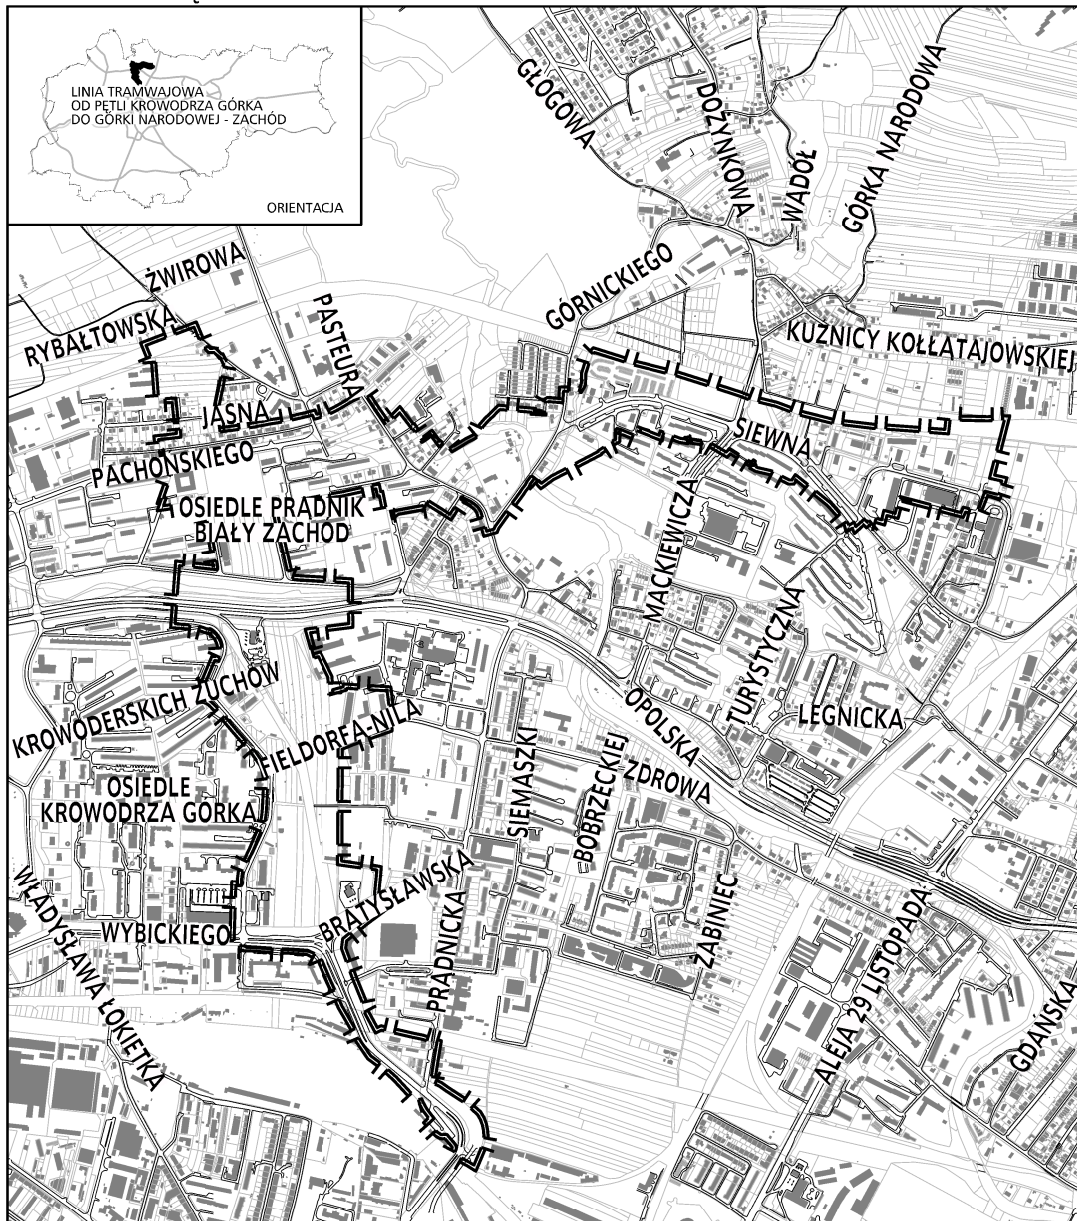 LINIA TRAMWAJOWA
OD PĘTLI KROWODRZA GÓRKA
DO GÓRKI NARODOWEJ - ZACHÓD
ORIENTACJA
GŁOGOWA
DOŻYNKOWA
WADÓŁ
GÓRKA NARODOWA
ŻWIROWA
RYBAŁTOWSKA
PASTEURA
GÓRNICKIEGO
KUŹNICY KOŁŁĄTAJOWSKIEJ
JASNA
SIEWNA
PACHOŃSKIEGO
OSIEDLE PRĄDNIK
BIAŁY ZACHÓD
MACKIEWICZA
TURYSTYCZNA
KROWODERSKICH ZUCHÓW
FIELDORFA-NILA
OPOLSKA
LEGNICKA
SIEMASZKI
BOBRZECKIEJ
ZDROWA
OSIEDLE
KROWODRZA GÓRKA
WŁADYSŁAWA ŁOKIETKA
WYBICKIEGO
BRATYSŁAWSKA
PRĄDNICKA
ŻABINIEC
ALEJA 29 LISTOPADA
GDAŃSKA